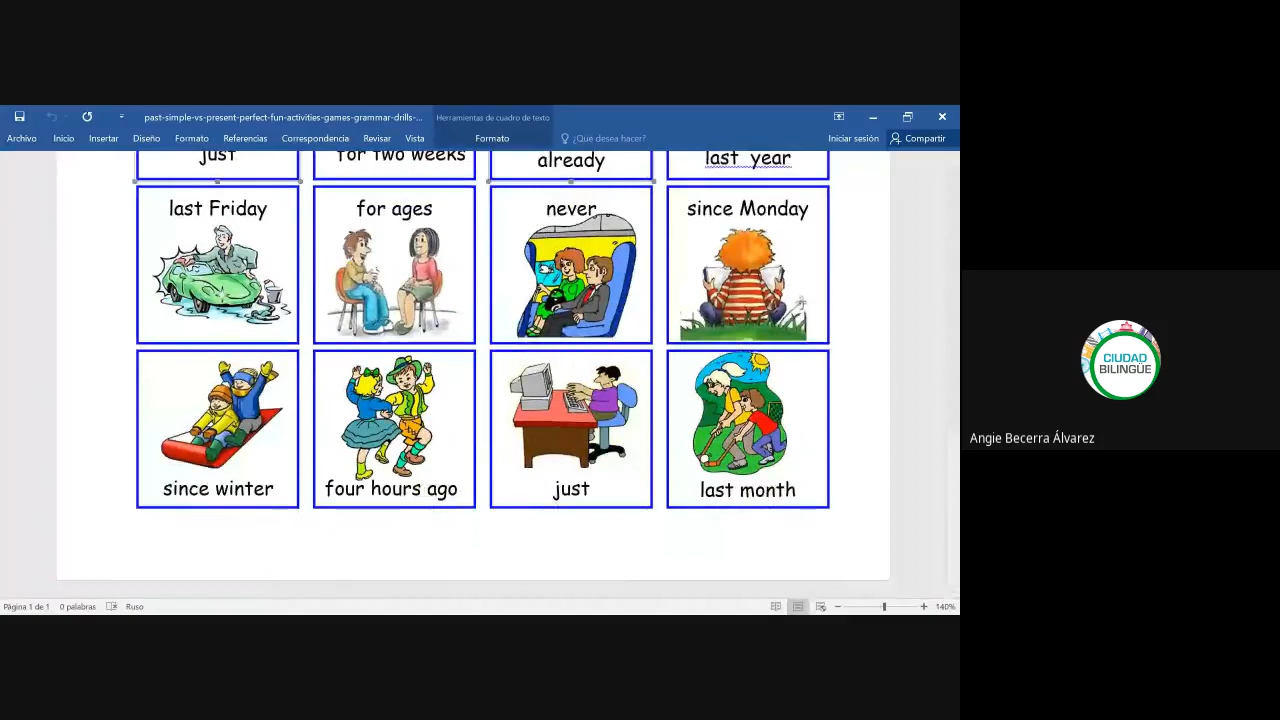 past-simple-vs-present-perfect-fun-activities-games-grammar-drills-...
Herramientas de cuadro de texto
Archivo Inicio Insertar Diseño Formato Referencias Correspondencia Revisar Vista Formato ¿Qué desea hacer? Iniciar sesión Compartir
just for two weeks already last year
last Friday for ages never since Monday
since winter four hours ago just last month
CIUDAD
BILINGÜE
Angie Becerra Álvarez
Página 1 de 1 0 palabras Ruso 140%